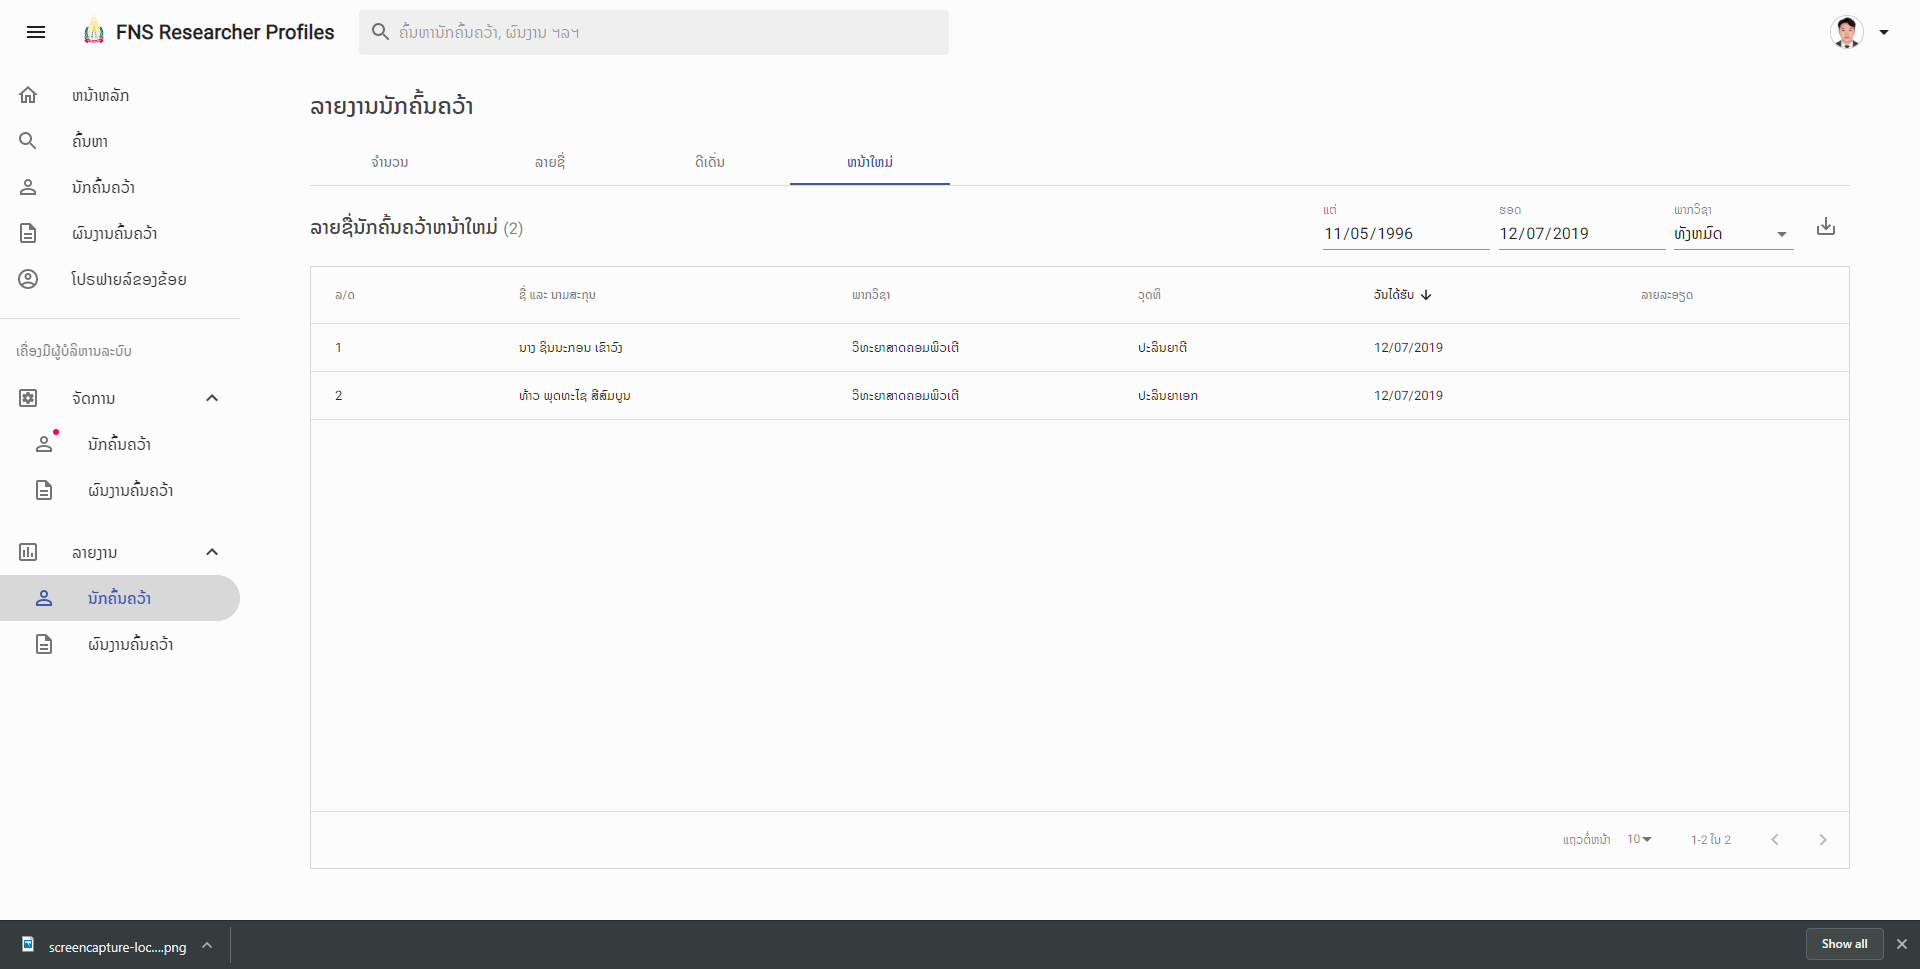 FNS Researcher Profiles
ຄົ້ນຫານັກຄົ້ນຄວ້າ, ຜົນງານ ຯລຯ
ຫນ້າຫລັກ
ຄົ້ນຫາ
ນັກຄົ້ນຄວ້າ
ຜົນງານຄົ້ນຄວ້າ
ໂປຣຟາຍລ໌ຂອງຂ້ອຍ
ເຄື່ອງມືຜູ້ບໍລິຫານລະບົບ
ຈັດການ
ນັກຄົ້ນຄວ້າ
ຜົນງານຄົ້ນຄວ້າ
ລາຍງານ
ນັກຄົ້ນຄວ້າ
ຜົນງານຄົ້ນຄວ້າ
ລາຍງານນັກຄົ້ນຄວ້າ
ຈຳນວນ ລາຍຊື່ ດີເດັ່ນ ຫນ້າໃຫມ່
ລາຍຊື່ນັກຄົ້ນຄວ້າຫນ້າໃຫມ່ (2)
ແຕ່ ຮອດ ພາກວິຊາ
11/05/1996 12/07/2019 ທັງຫມົດ
ລ/ດ ຊື່ ແລະ ນາມສະກຸນ ພາກວິຊາ ວຸດທິ ວັນໄດ້ຮັບ ລາຍລະອຽດ
1 ນາງ ຊິນນະກອນ ເຂົາວົງ ວິທະຍາສາດຄອມພິວເຕີ ປະລິນຍາຕີ 12/07/2019
2 ທ້າວ ພຸດທະໄຊ ສີສົມບູນ ວິທະຍາສາດຄອມພິວເຕີ ປະລິນຍາເອກ 12/07/2019
ແຖວຕໍ່ຫນ້າ 10 1-2 ໃນ 2
screencapture-loc....png Show all